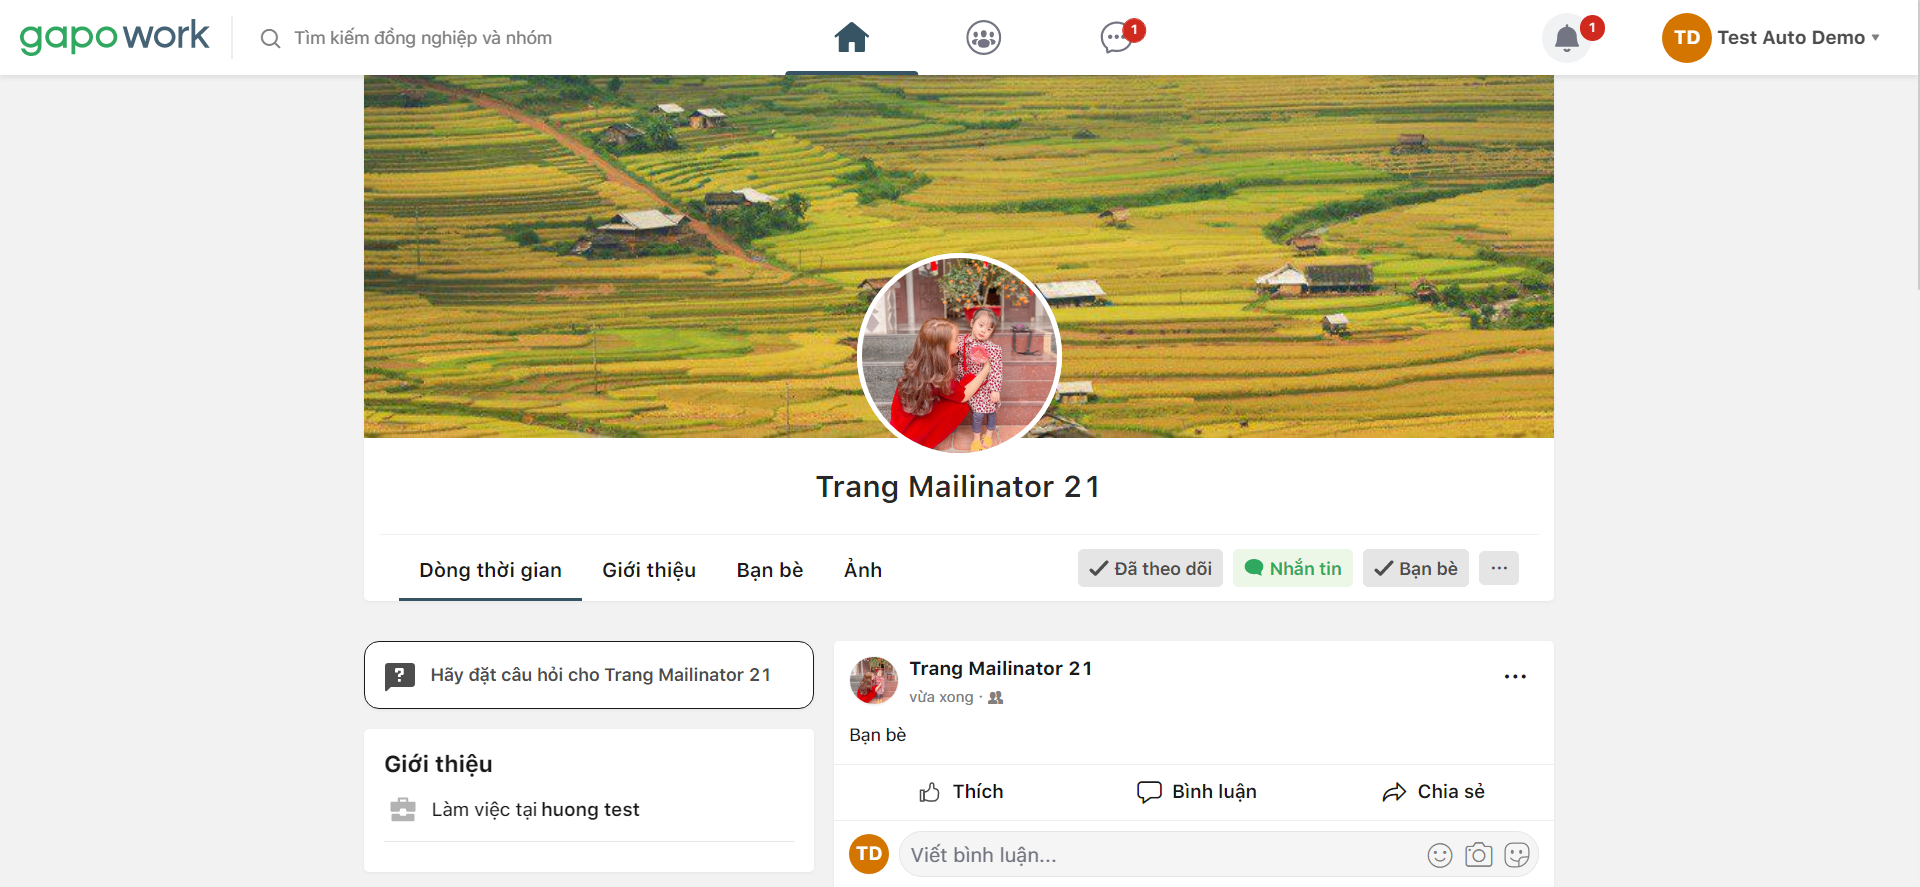 gapowork
Tìm kiếm đồng nghiệp và nhóm
1
1
TD
Test Auto Demo
Trang Mailinator 21
Dòng thời gian
Giới thiệu
Bạn bè
Ảnh
Đã theo dõi
Nhắn tin
Bạn bè
Hãy đặt câu hỏi cho Trang Mailinator 21
Giới thiệu
Làm việc tại huong test
Trang Mailinator 21
vừa xong ·
Bạn bè
Thích
Bình luận
Chia sẻ
TD
Viết bình luận...